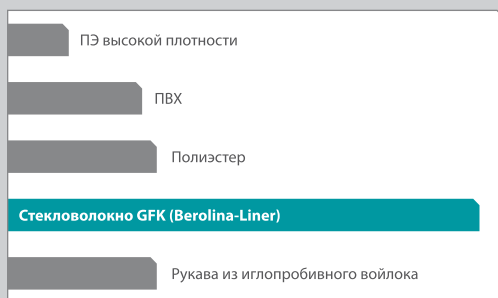 ПЭ высокой плотности
ПВХ
Полиэстер
Стекловолокно GFK (Berolina-Liner)
Рукава из иглопробивного войлока